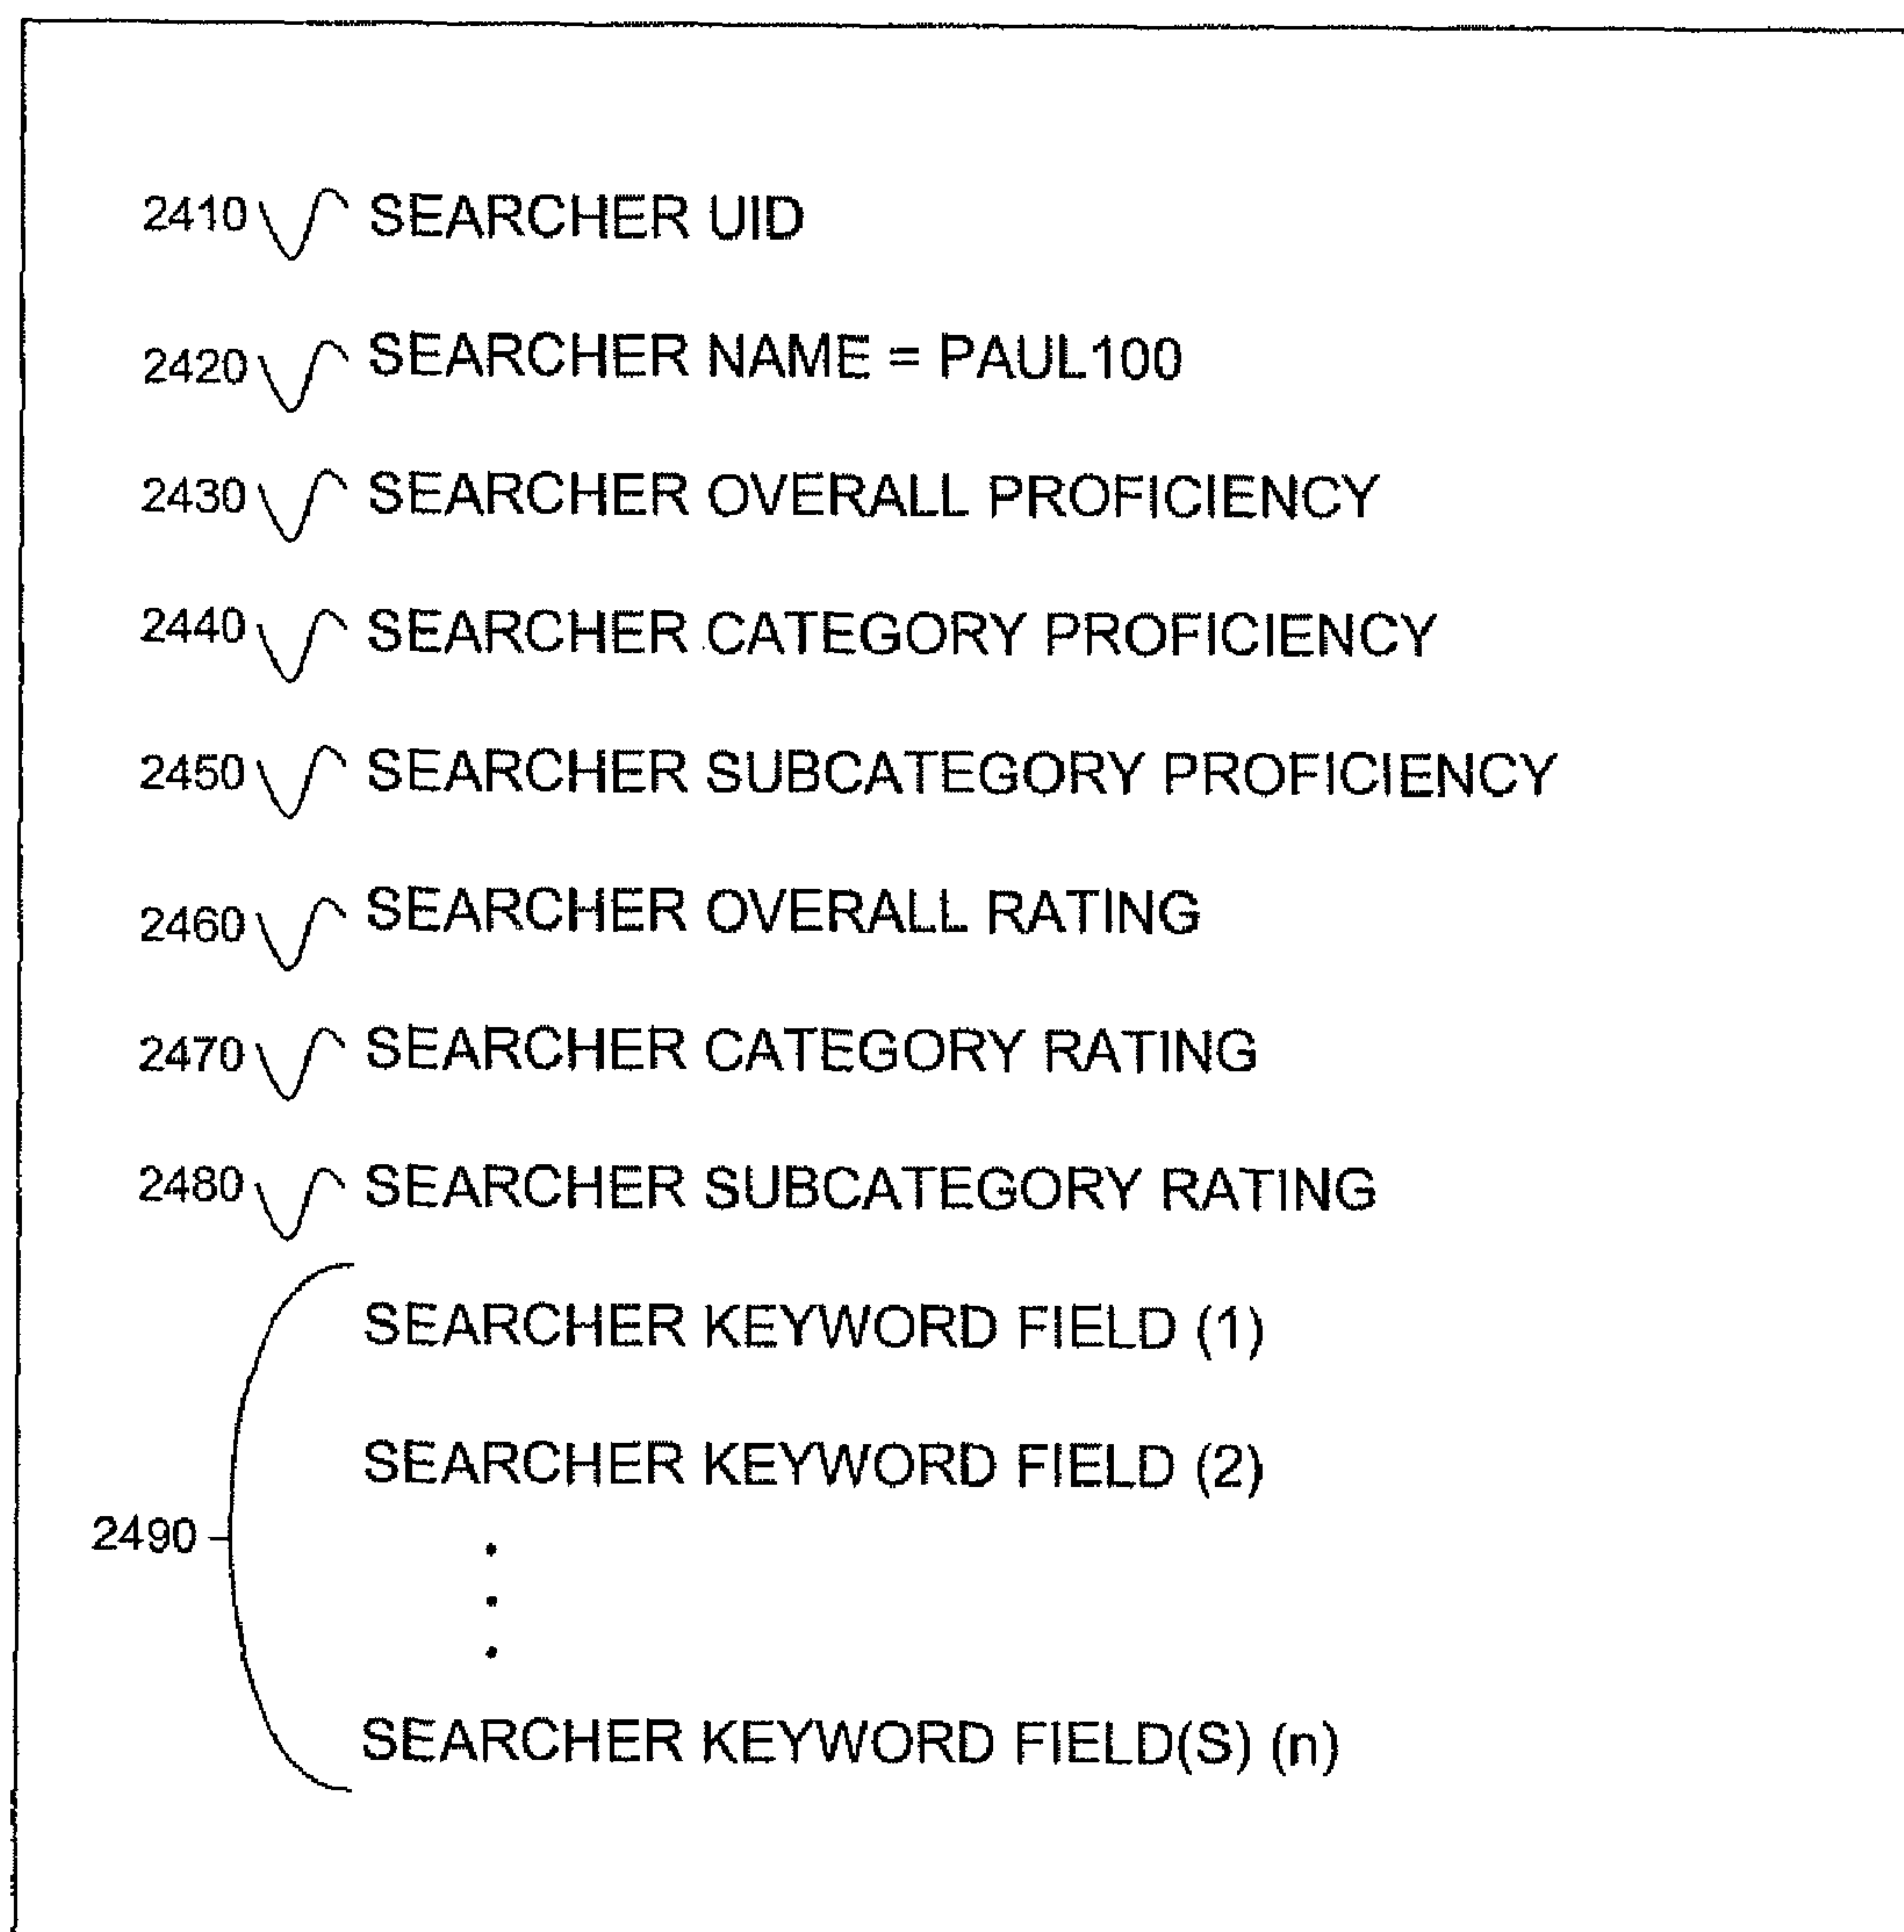 2410 SEARCHER UID
2420 SEARCHER NAME = PAUL100
2430 SEARCHER OVERALL PROFICIENCY
2440 SEARCHER CATEGORY PROFICIENCY
2450 SEARCHER SUBCATEGORY PROFICIENCY
2460 SEARCHER OVERALL RATING
2470 SEARCHER CATEGORY RATING
2480 SEARCHER SUBCATEGORY RATING
SEARCHER KEYWORD FIELD (1)
SEARCHER KEYWORD FIELD (2)
2490
SEARCHER KEYWORD FIELD(S) (n)